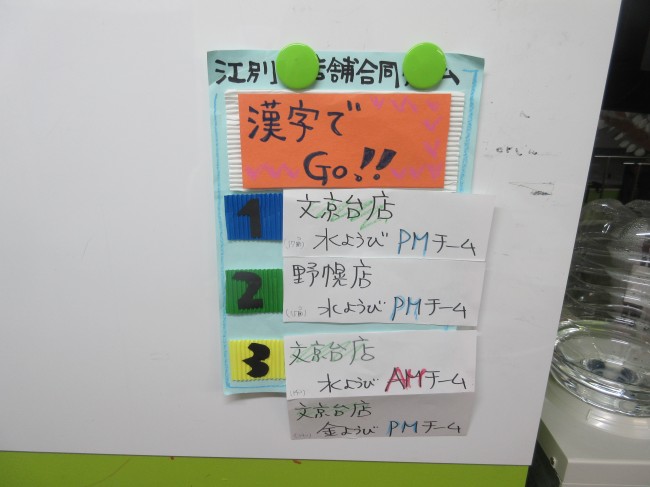 江別 店舗合同 ーム
漢字で
Go!!
1
文京台店
水ようび PMチーム
2
野幌店
水ようび PMチーム
3
文京台店
水ようび AMチーム
文京台店
金ようび PMチーム